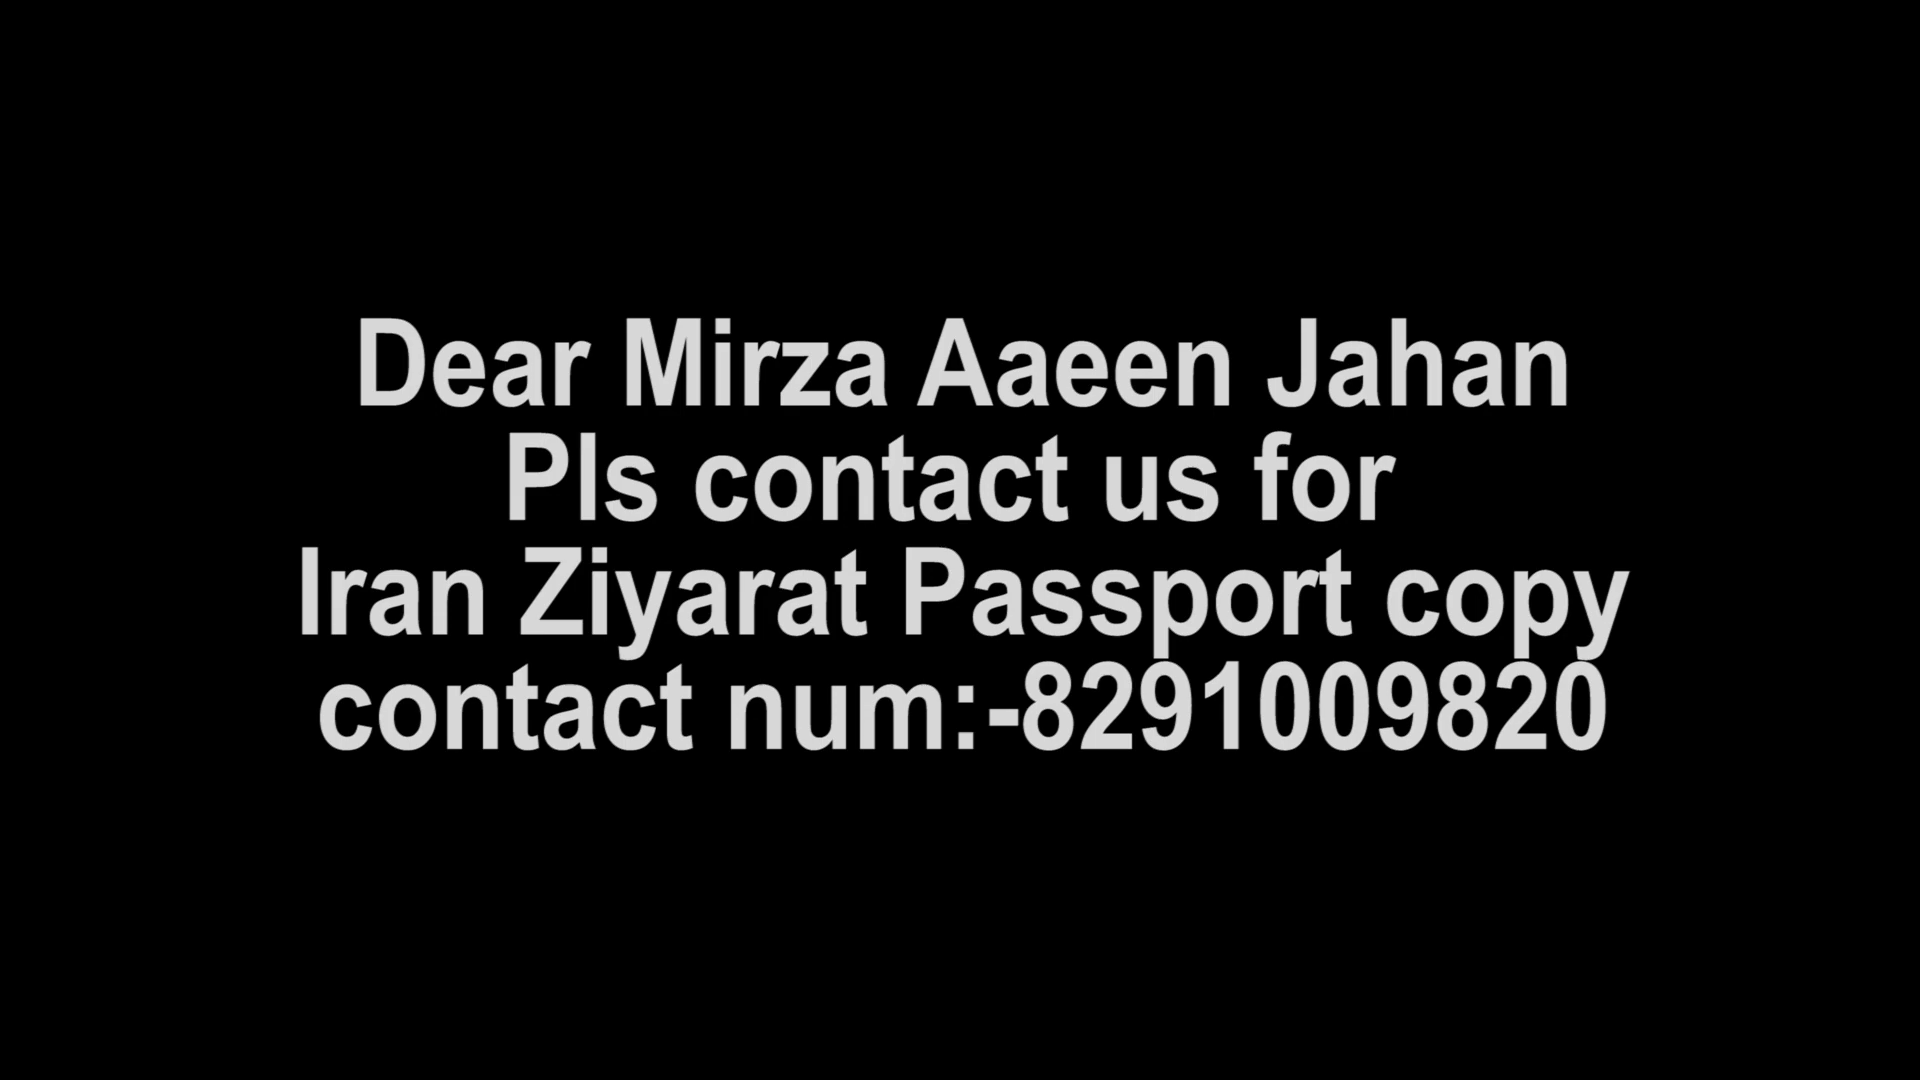 Dear Mirza Aaeen Jahan
Pls contact us for
Iran Ziyarat Passport copy
contact num:-8291009820